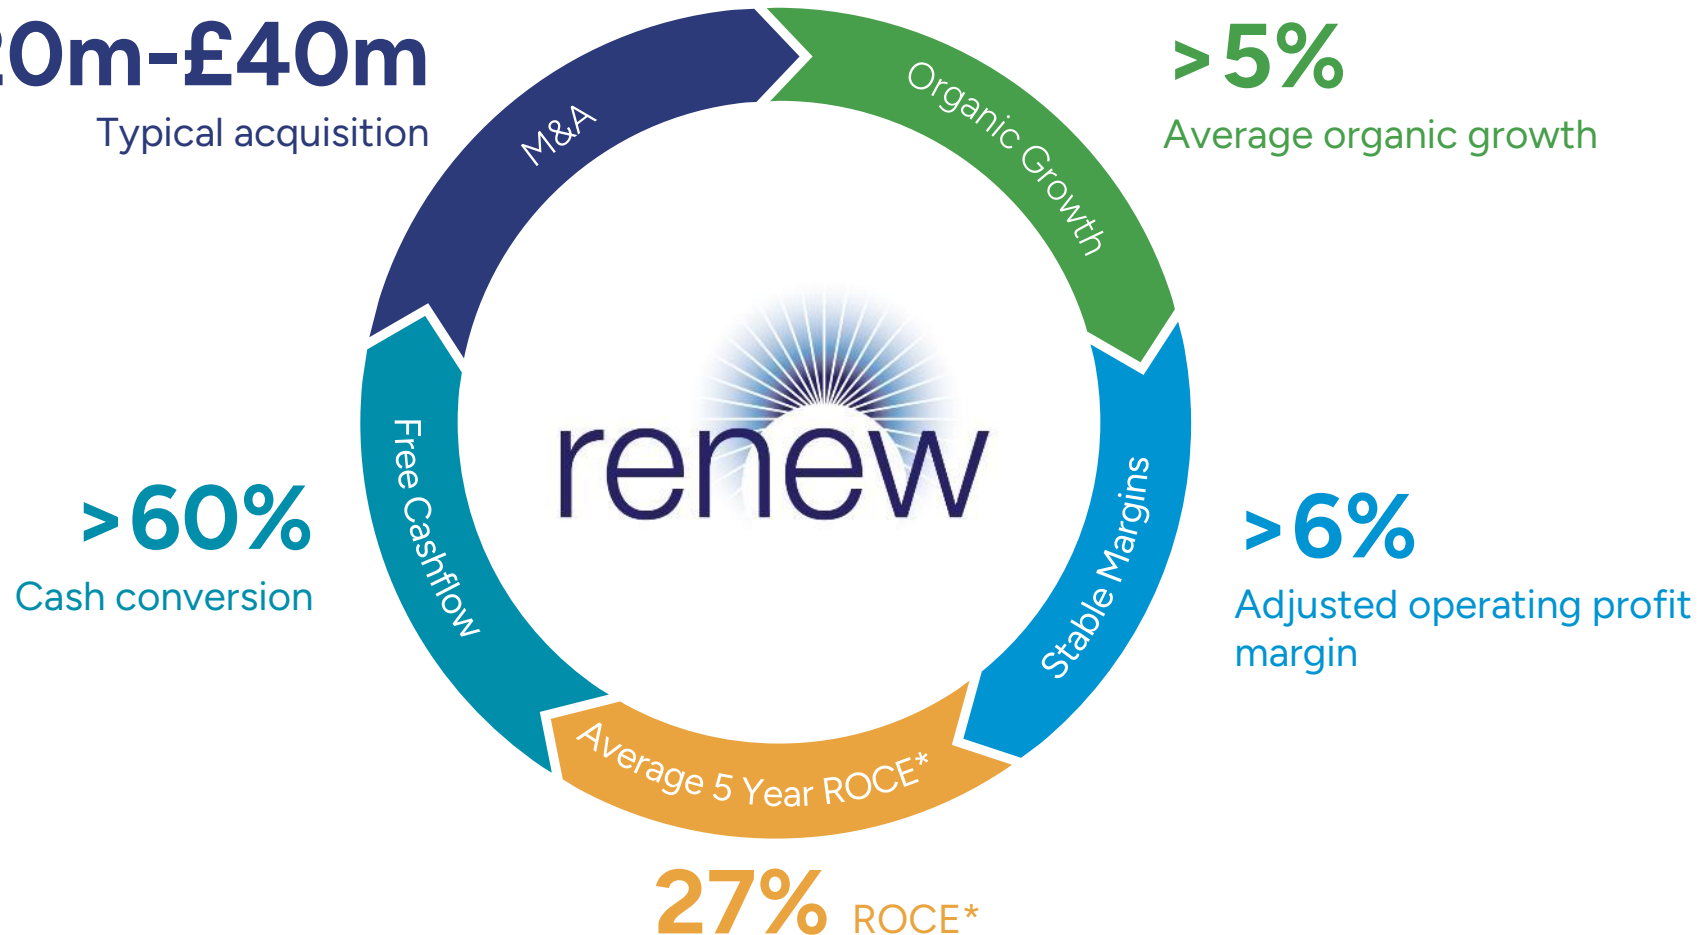 0m-£40m
Typical acquisition
M&A
Organic Growth
>5%
Average organic growth
renew
Stable Margins
>6%
Adjusted operating profit
margin
Average 5 Year ROCE*
27% ROCE*
Free Cashflow
>60%
Cash conversion